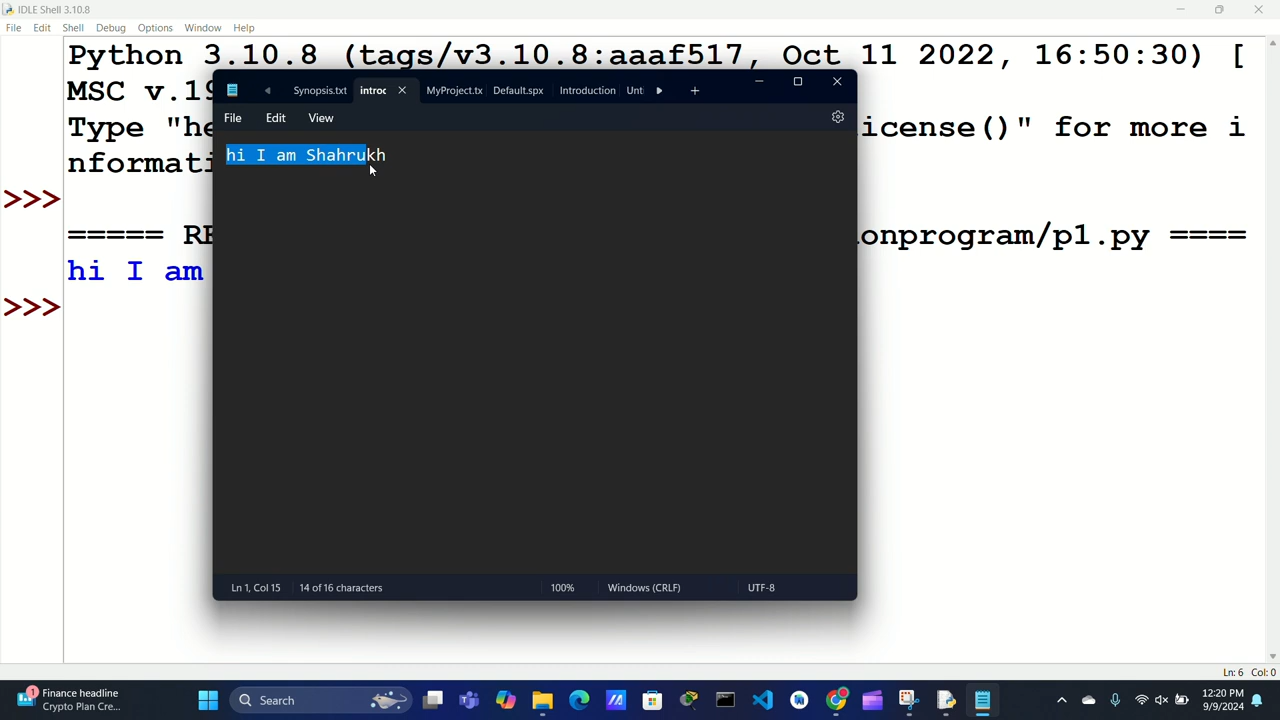 IDLE Shell 3.10.8
File Edit Shell Debug Options Window Help
Python 3.10.8 (tags/v3.10.8:aaaf517, Oct 11 2022, 16:50:30) [
MSC v.19
Type "he icense()" for more i
nformati
>>>
===== RE onprogram/p1.py ====
hi I am
>>>
Synopsis.txt introc MyProject.tx Default.spx Introduction Unt
File Edit View
hi I am Shahrukh
Ln 1, Col 15 14 of 16 characters 100% Windows (CRLF) UTF-8
Ln: 6 Col: 0
1 Finance headline
Crypto Plan Cre...
Search
12:20 PM
9/9/2024